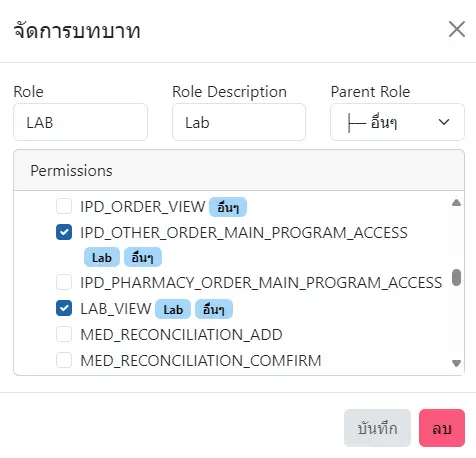 จัดการบทบาท
Role Role Description Parent Role
LAB Lab ├─ อื่นๆ
Permissions
IPD_ORDER_VIEW อื่นๆ
IPD_OTHER_ORDER_MAIN_PROGRAM_ACCESS
Lab อื่นๆ
IPD_PHARMACY_ORDER_MAIN_PROGRAM_ACCESS
LAB_VIEW Lab อื่นๆ
MED_RECONCILIATION_ADD
MED_RECONCILIATION_COMFIRM
บันทึก ลบ